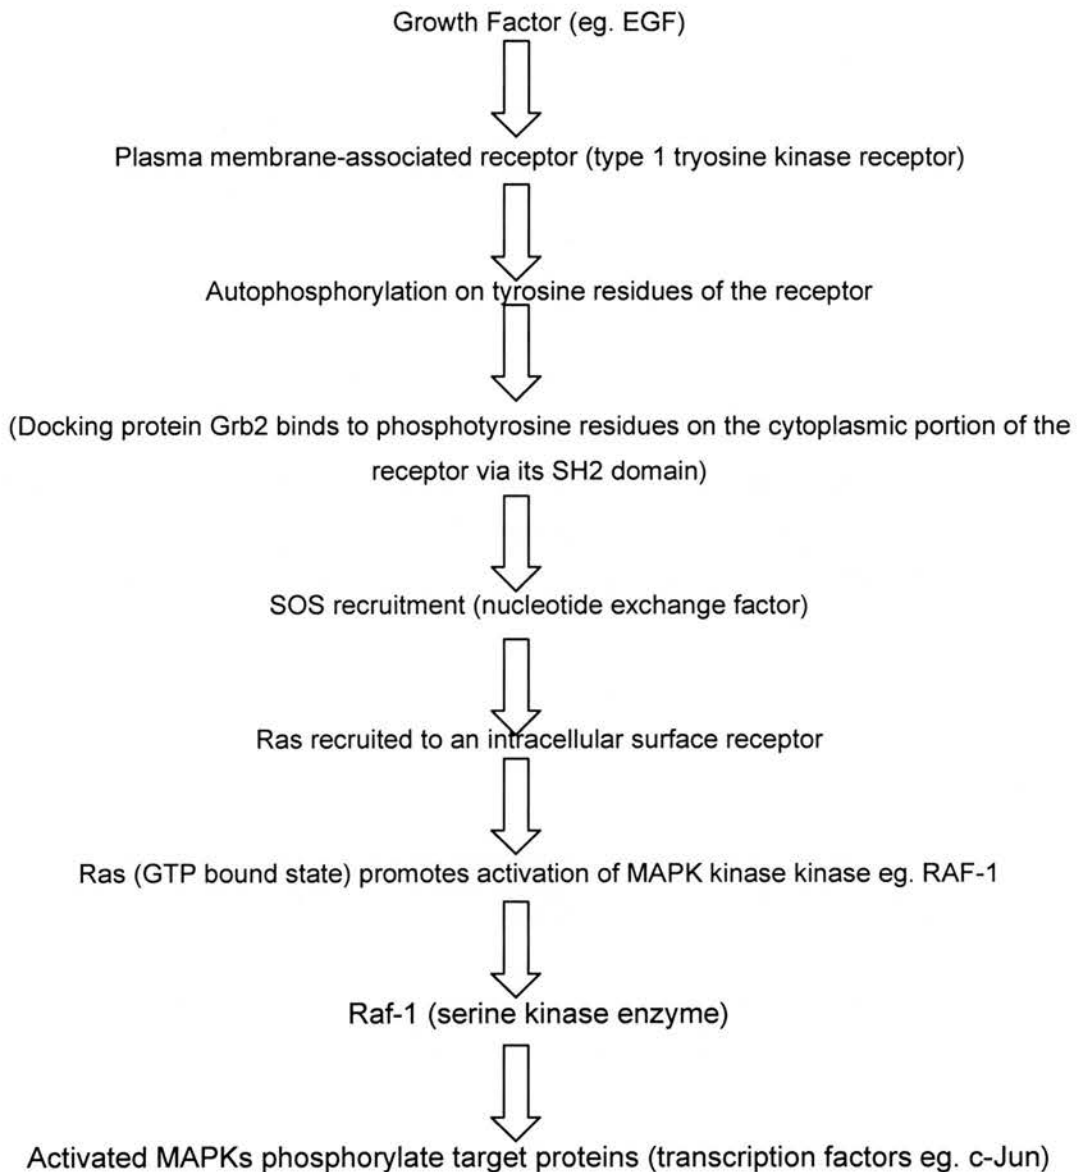 Growth Factor (eg. EGF)
Plasma membrane-associated receptor (type 1 tryosine kinase receptor)
Autophosphorylation on tyrosine residues of the receptor
(Docking protein Grb2 binds to phosphotyrosine residues on the cytoplasmic portion of the
receptor via its SH2 domain)
SOS recruitment (nucleotide exchange factor)
Ras recruited to an intracellular surface receptor
Ras (GTP bound state) promotes activation of MAPK kinase kinase eg. RAF-1
Raf-1 (serine kinase enzyme)
Activated MAPKs phosphorylate target proteins (transcription factors eg. c-Jun)